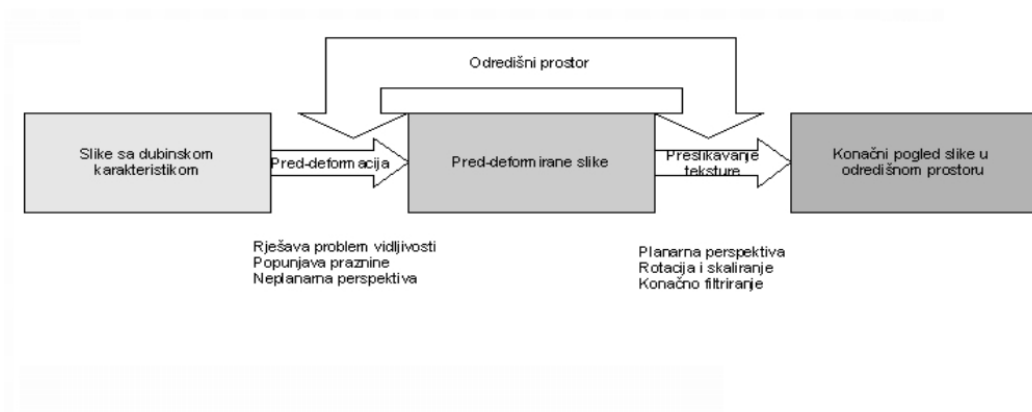 Odredišni prostor
Slike sa dubinskom
karakteristikom
Pred-deformacija
Pred-deformirane slike
Preslikavanje
teksture
Konačni pogled slike u
odredišnom prostoru
Rješava problem vidljivosti
Popunjava praznine
Neplanarna perspektiva
Planarna perspektiva
Rotacija i skaliranje
Konačno filtriranje